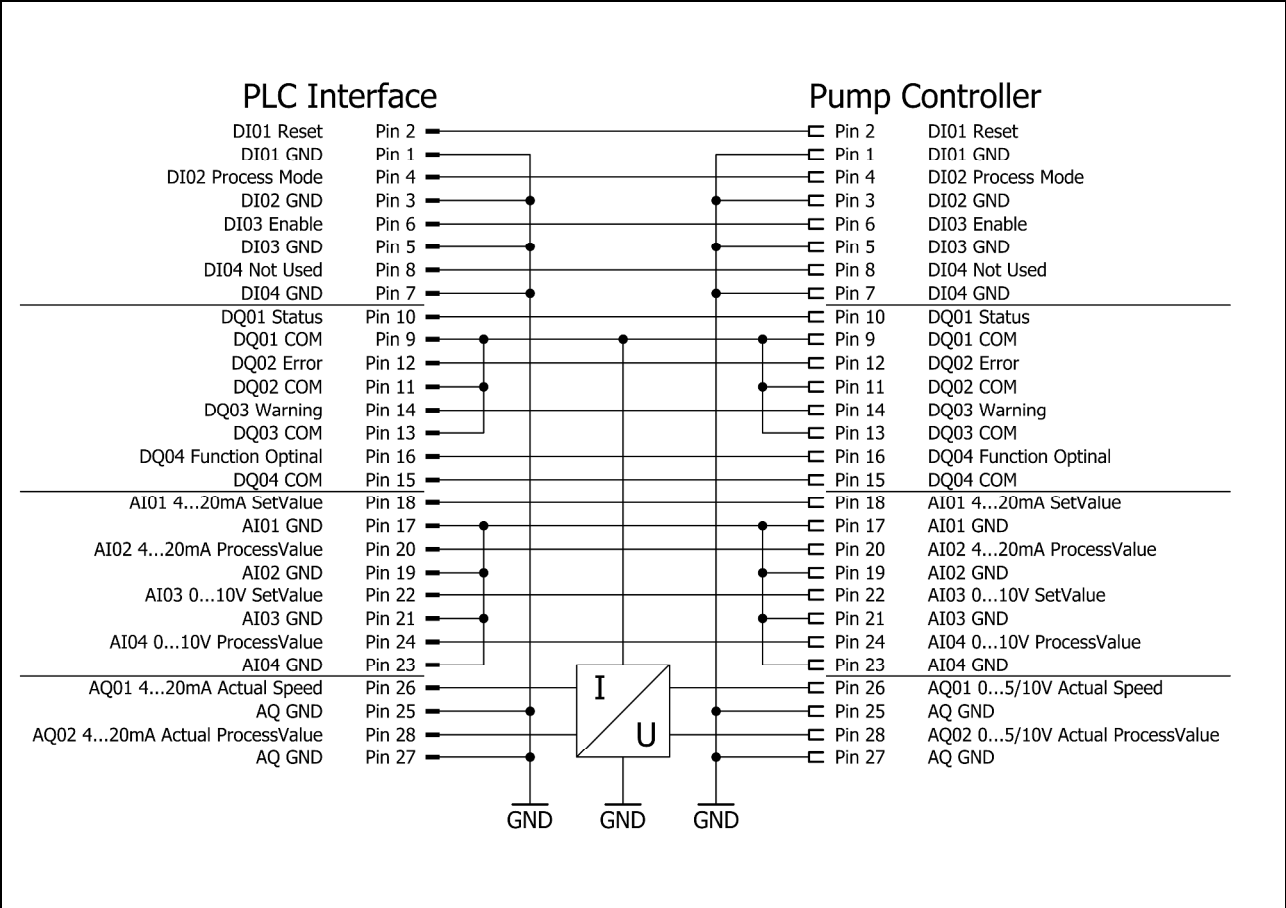 PLC Interface Pump Controller
DI01 Reset Pin 2 Pin 2 DI01 Reset
DI01 GND Pin 1 Pin 1 DI01 GND
DI02 Process Mode Pin 4 Pin 4 DI02 Process Mode
DI02 GND Pin 3 Pin 3 DI02 GND
DI03 Enable Pin 6 Pin 6 DI03 Enable
DI03 GND Pin 5 Pin 5 DI03 GND
DI04 Not Used Pin 8 Pin 8 DI04 Not Used
DI04 GND Pin 7 Pin 7 DI04 GND
DQ01 Status Pin 10 Pin 10 DQ01 Status
DQ01 COM Pin 9 Pin 9 DQ01 COM
DQ02 Error Pin 12 Pin 12 DQ02 Error
DQ02 COM Pin 11 Pin 11 DQ02 COM
DQ03 Warning Pin 14 Pin 14 DQ03 Warning
DQ03 COM Pin 13 Pin 13 DQ03 COM
DQ04 Function Optinal Pin 16 Pin 16 DQ04 Function Optinal
DQ04 COM Pin 15 Pin 15 DQ04 COM
AI01 4...20mA SetValue Pin 18 Pin 18 AI01 4...20mA SetValue
AI01 GND Pin 17 Pin 17 AI01 GND
AI02 4...20mA ProcessValue Pin 20 Pin 20 AI02 4...20mA ProcessValue
AI02 GND Pin 19 Pin 19 AI02 GND
AI03 0...10V SetValue Pin 22 Pin 22 AI03 0...10V SetValue
AI03 GND Pin 21 Pin 21 AI03 GND
AI04 0...10V ProcessValue Pin 24 Pin 24 AI04 0...10V ProcessValue
AI04 GND Pin 23 Pin 23 AI04 GND
AQ01 4...20mA Actual Speed Pin 26 I Pin 26 AQ01 0...5/10V Actual Speed
AQ GND Pin 25 Pin 25 AQ GND
AQ02 4...20mA Actual ProcessValue Pin 28 U Pin 28 AQ02 0...5/10V Actual ProcessValue
AQ GND Pin 27 Pin 27 AQ GND
GND GND GND